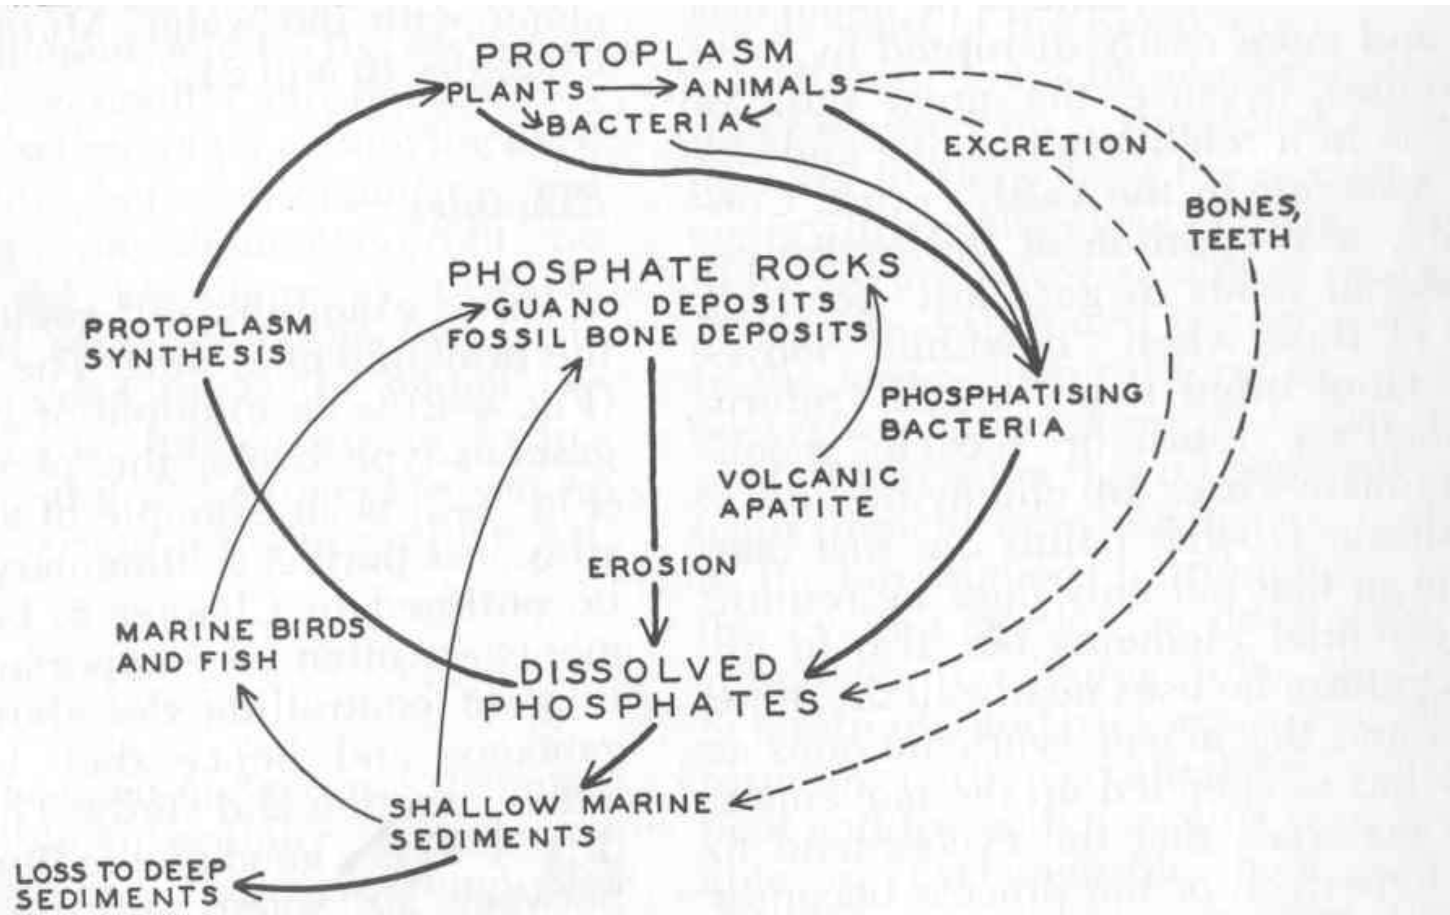 PROTOPLASM
PLANTS ANIMALS
BACTERIA
EXCRETION
BONES,
TEETH
PHOSPHATE ROCKS
GUANO DEPOSITS
FOSSIL BONE DEPOSITS
PROTOPLASM
SYNTHESIS
PHOSPHATISING
BACTERIA
VOLCANIC
APATITE
EROSION
MARINE BIRDS
AND FISH
DISSOLVED
PHOSPHATES
SHALLOW MARINE
SEDIMENTS
LOSS TO DEEP
SEDIMENTS